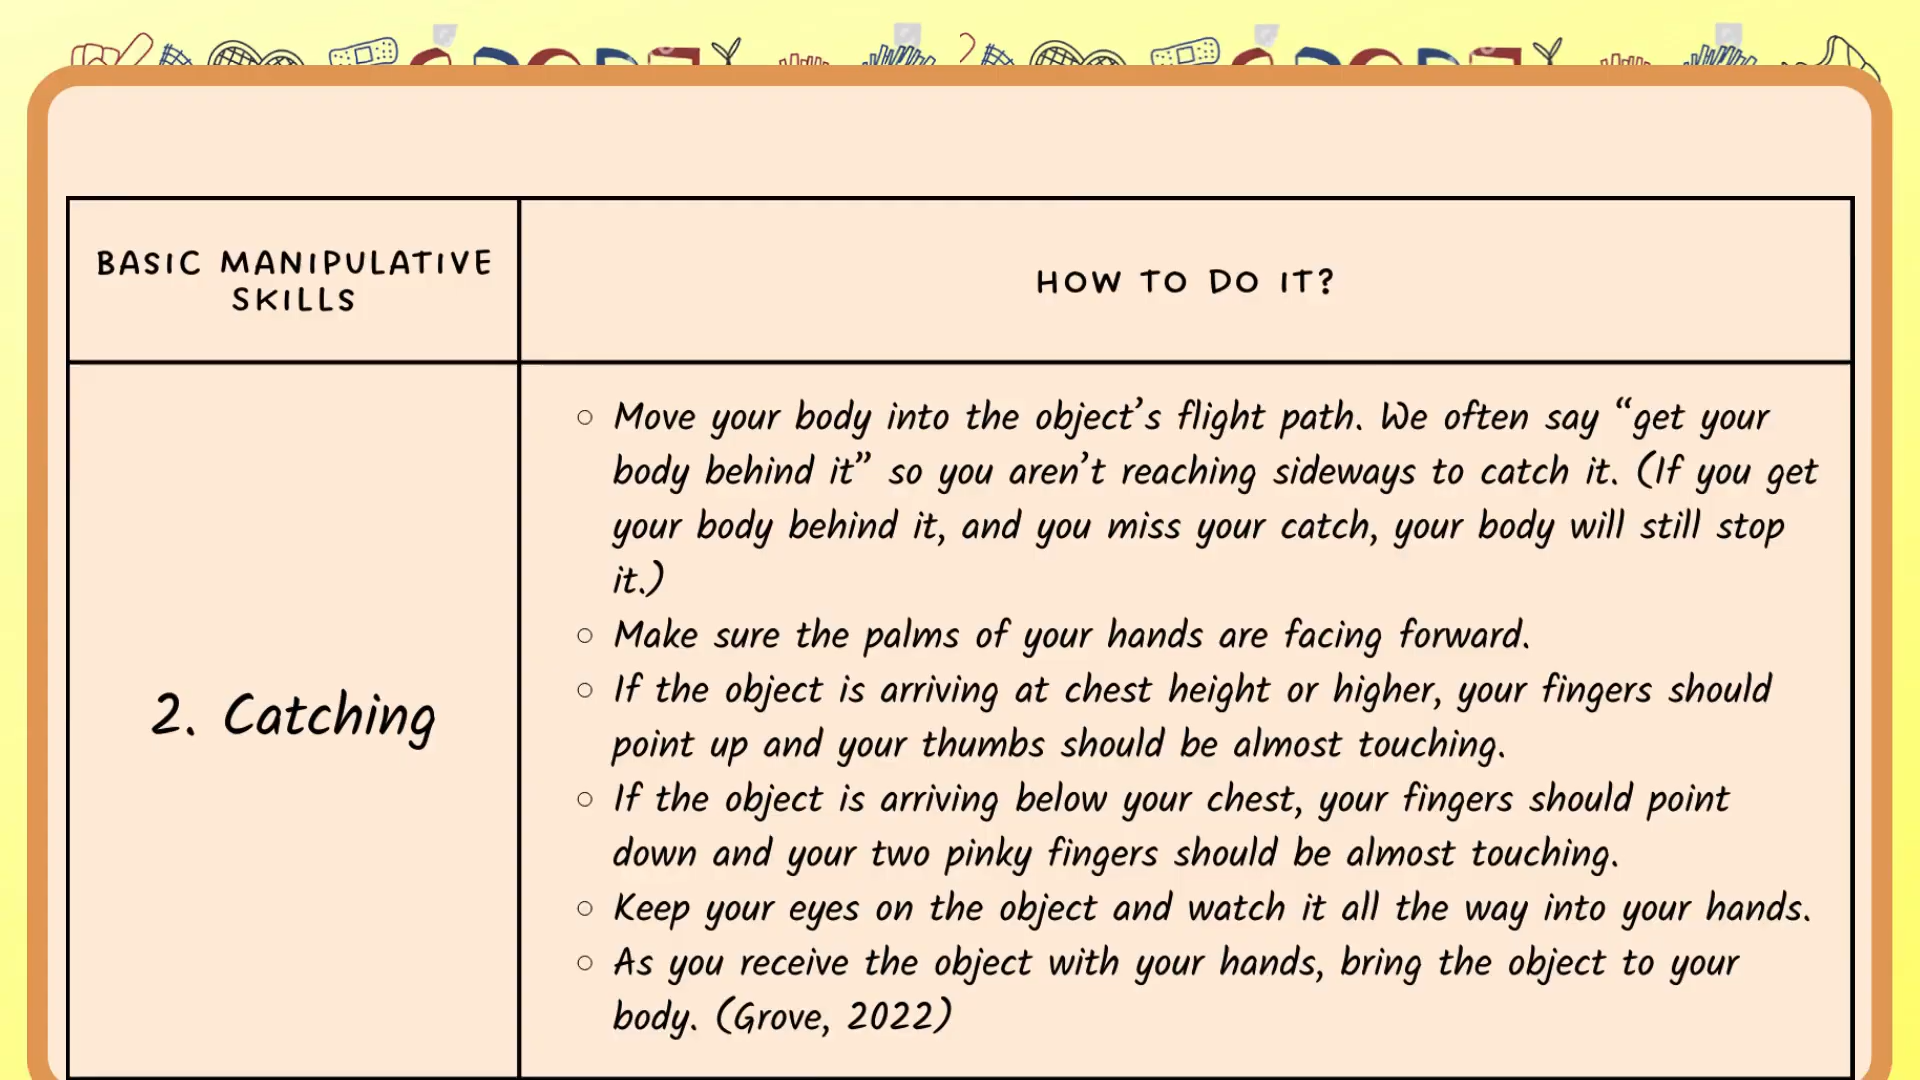 BASIC MANIPULATIVE
SKILLS
HOW TO DO IT?
2. Catching
○ Move your body into the object’s flight path. We often say “get your
body behind it” so you aren’t reaching sideways to catch it. (If you get
your body behind it, and you miss your catch, your body will still stop
it.)
○ Make sure the palms of your hands are facing forward.
○ If the object is arriving at chest height or higher, your fingers should
point up and your thumbs should be almost touching.
○ If the object is arriving below your chest, your fingers should point
down and your two pinky fingers should be almost touching.
○ Keep your eyes on the object and watch it all the way into your hands.
○ As you receive the object with your hands, bring the object to your
body. (Grove, 2022)